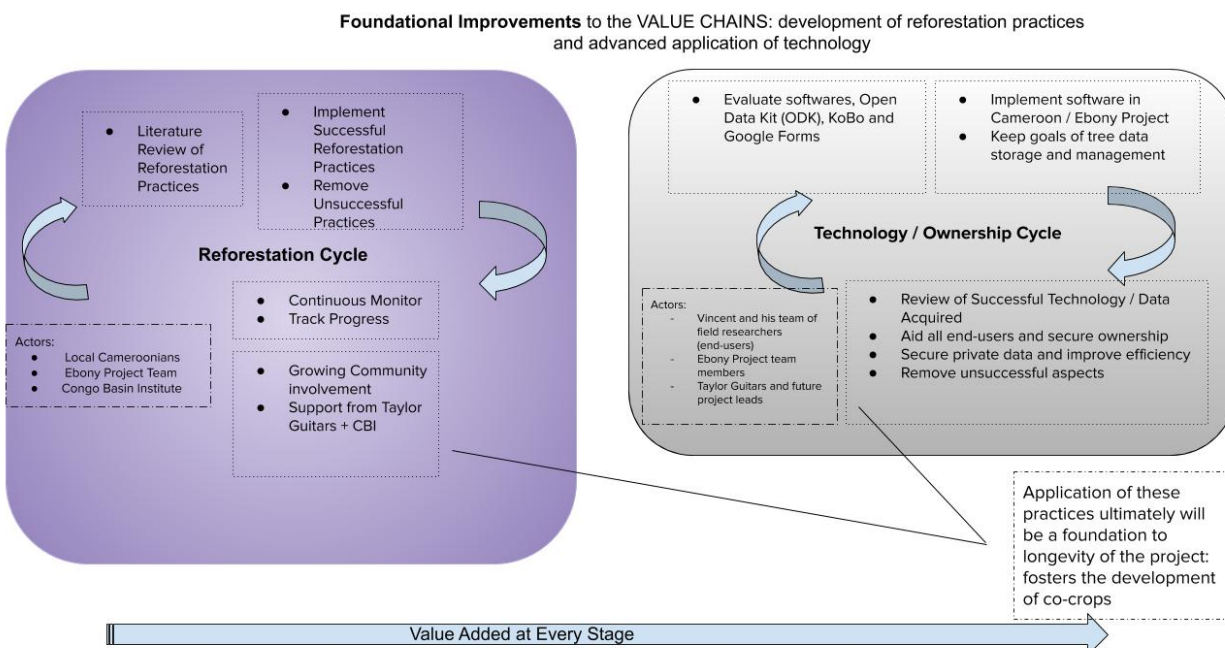 Foundational Improvements to the VALUE CHAINS: development of reforestation practices
and advanced application of technology
● Literature
Review of
Reforestation
Practices
● Implement
Successful
Reforestation
Practices
● Remove
Unsuccessful
Practices
Reforestation Cycle
● Continuous Monitor
● Track Progress
Actors:
● Local Cameroonians
● Ebony Project Team
● Congo Basin Institute
● Growing Community
involvement
● Support from Taylor
Guitars + CBI
● Evaluate softwares, Open
Data Kit (ODK), KoBo and
Google Forms
● Implement software in
Cameroon / Ebony Project
● Keep goals of tree data
storage and management
Technology / Ownership Cycle
Actors:
- Vincent and his team of
field researchers
(end-users)
- Ebony Project team
members
- Taylor Guitars and future
project leads
● Review of Successful Technology / Data
Acquired
● Aid all end-users and secure ownership
● Secure private data and improve efficiency
● Remove unsuccessful aspects
Application of these
practices ultimately will
be a foundation to
longevity of the project:
fosters the development
of co-crops
Value Added at Every Stage